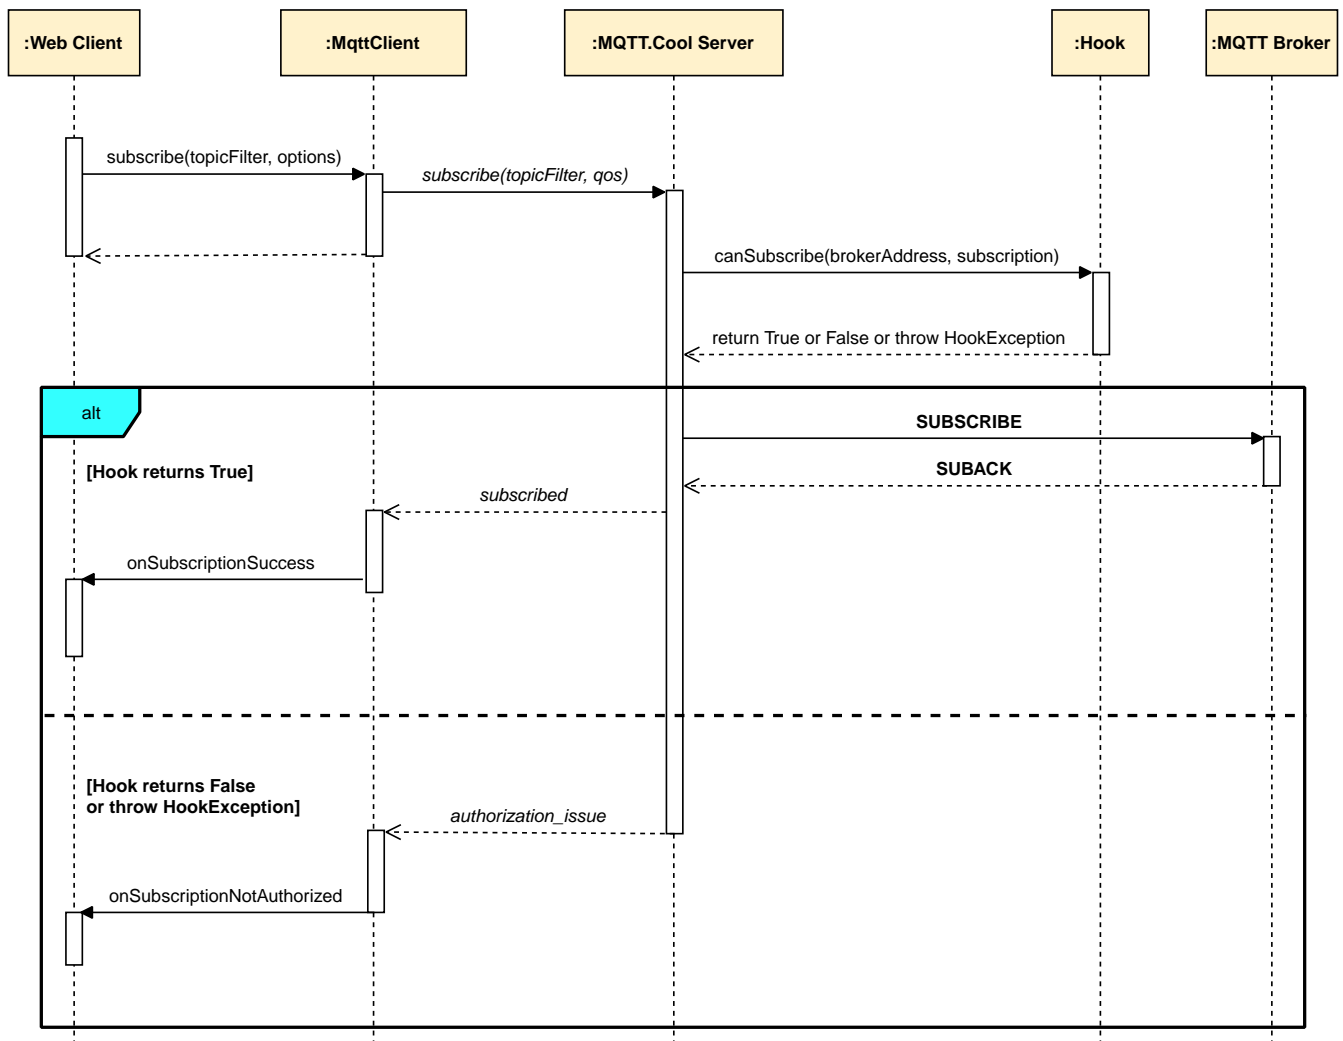 :Web Client
:MqttClient
:MQTT.Cool Server
:Hook
:MQTT Broker
subscribe(topicFilter, options)
subscribe(topicFilter, qos)
canSubscribe(brokerAddress, subscription)
return True or False or throw HookException
alt
SUBSCRIBE
[Hook returns True]
SUBACK
subscribed
onSubscriptionSuccess
[Hook returns False
or throw HookException]
authorization_issue
onSubscriptionNotAuthorized